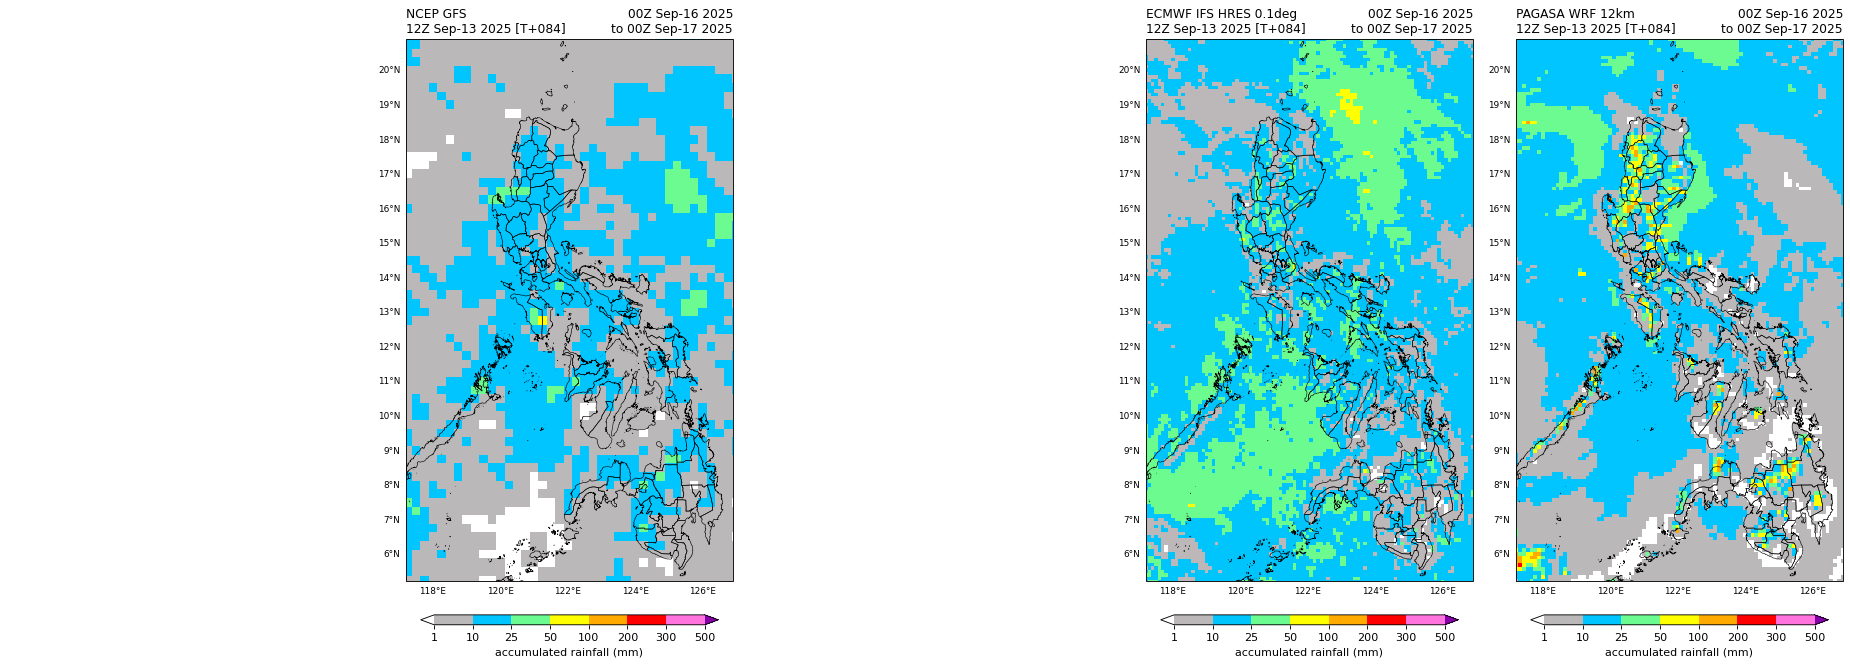 NCEP GFS 00Z Sep-16 2025
12Z Sep-13 2025 [T+084] to 00Z Sep-17 2025
20°N
19°N
18°N
17°N
16°N
15°N
14°N
13°N
12°N
11°N
10°N
9°N
8°N
7°N
6°N
118°E 120°E 122°E 124°E 126°E
1 10 25 50 100 200 300 500
accumulated rainfall (mm)
ECMWF IFS HRES 0.1deg 00Z Sep-16 2025
12Z Sep-13 2025 [T+084] to 00Z Sep-17 2025
20°N
19°N
18°N
17°N
16°N
15°N
14°N
13°N
12°N
11°N
10°N
9°N
8°N
7°N
6°N
118°E 120°E 122°E 124°E 126°E
1 10 25 50 100 200 300 500
accumulated rainfall (mm)
PAGASA WRF 12km 00Z Sep-16 2025
12Z Sep-13 2025 [T+084] to 00Z Sep-17 2025
20°N
19°N
18°N
17°N
16°N
15°N
14°N
13°N
12°N
11°N
10°N
9°N
8°N
7°N
6°N
118°E 120°E 122°E 124°E 126°E
1 10 25 50 100 200 300 500
accumulated rainfall (mm)